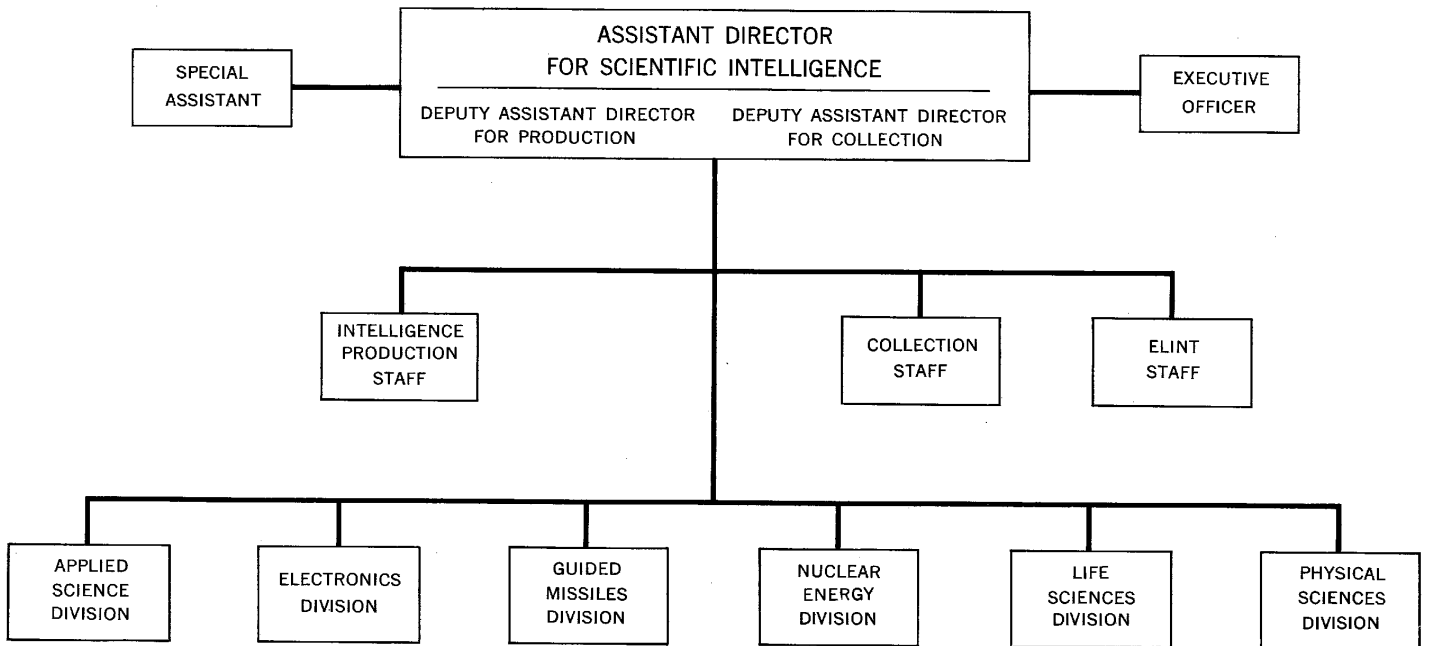 ASSISTANT DIRECTOR
FOR SCIENTIFIC INTELLIGENCE
DEPUTY ASSISTANT DIRECTOR
FOR PRODUCTION
DEPUTY ASSISTANT DIRECTOR
FOR COLLECTION
SPECIAL
ASSISTANT
EXECUTIVE
OFFICER
INTELLIGENCE
PRODUCTION
STAFF
COLLECTION
STAFF
ELINT
STAFF
APPLIED
SCIENCE
DIVISION
ELECTRONICS
DIVISION
GUIDED
MISSILES
DIVISION
NUCLEAR
ENERGY
DIVISION
LIFE
SCIENCES
DIVISION
PHYSICAL
SCIENCES
DIVISION